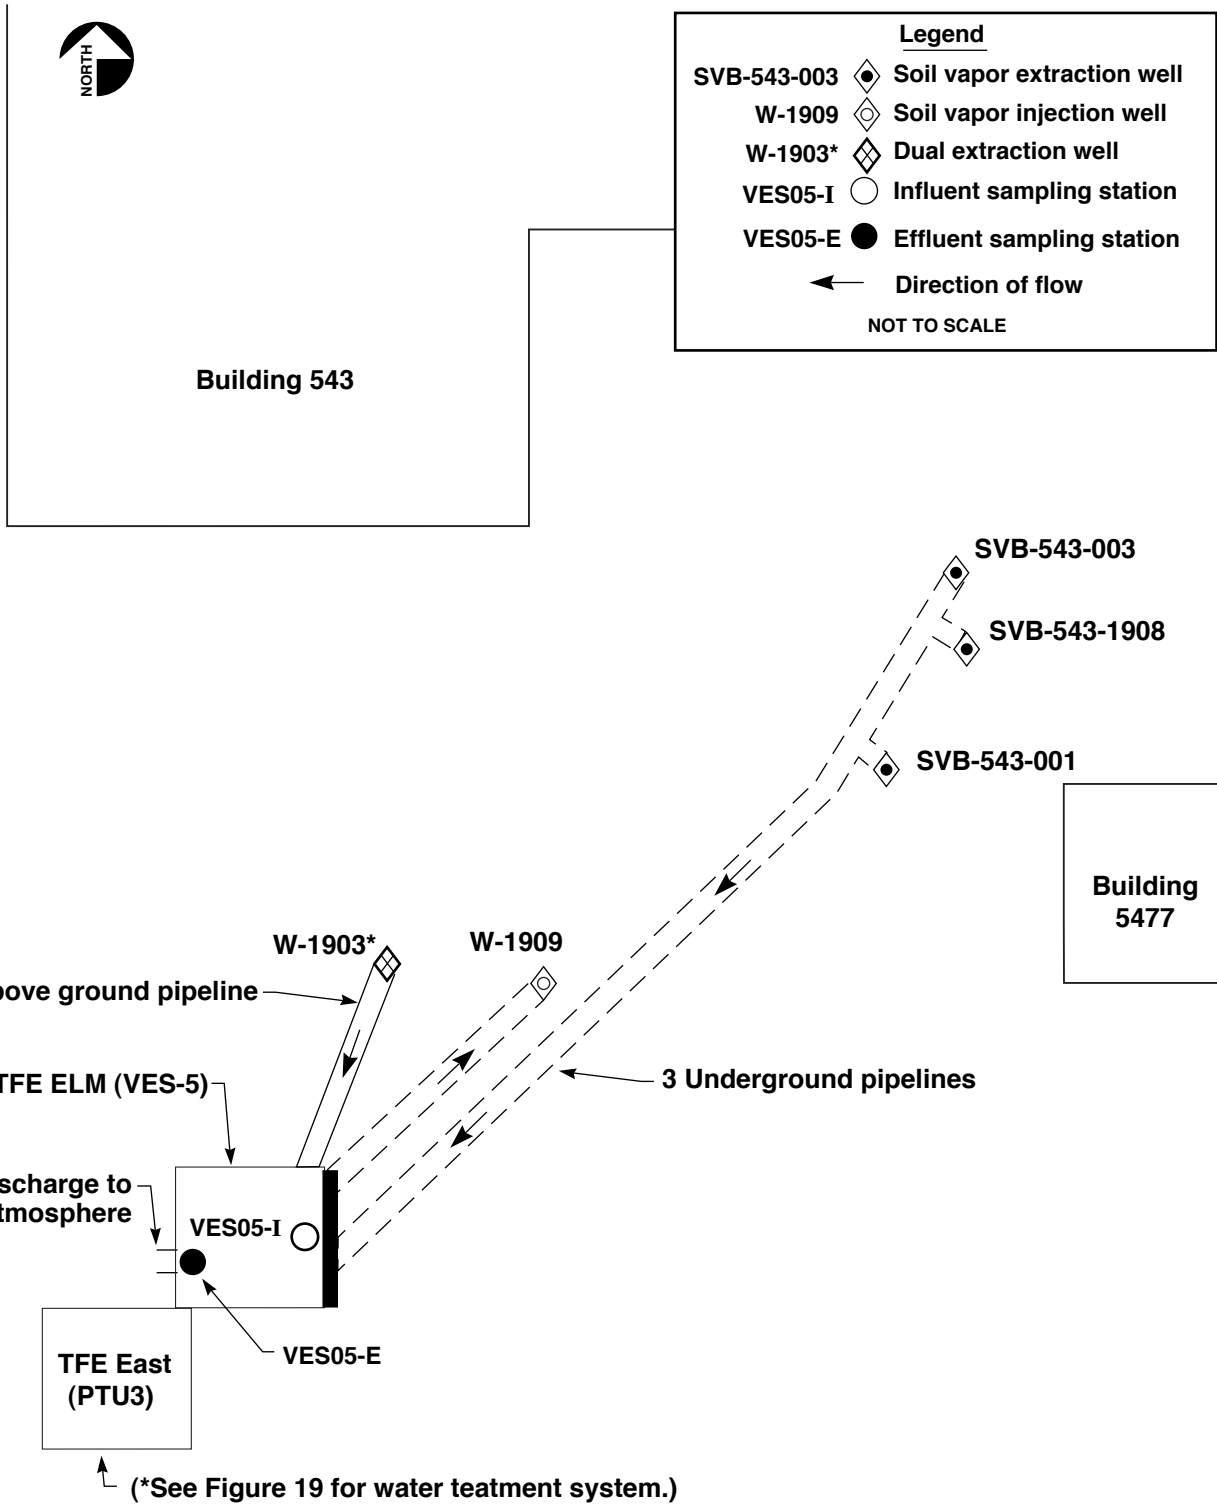 NORTH
Legend
SVB-543-003 Soil vapor extraction well
W-1909 Soil vapor injection well
W-1903* Dual extraction well
VES05-I Influent sampling station
VES05-E Effluent sampling station
Direction of flow
NOT TO SCALE
Building 543
SVB-543-003
SVB-543-1908
SVB-543-001
Building
5477
W-1903*
W-1909
ground pipeline
3 Underground pipelines
TFE ELM (VES-5)
to
VES05-I
VES05-E
TFE East
(PTU3)
(*See Figure 19 for water teatment system.)